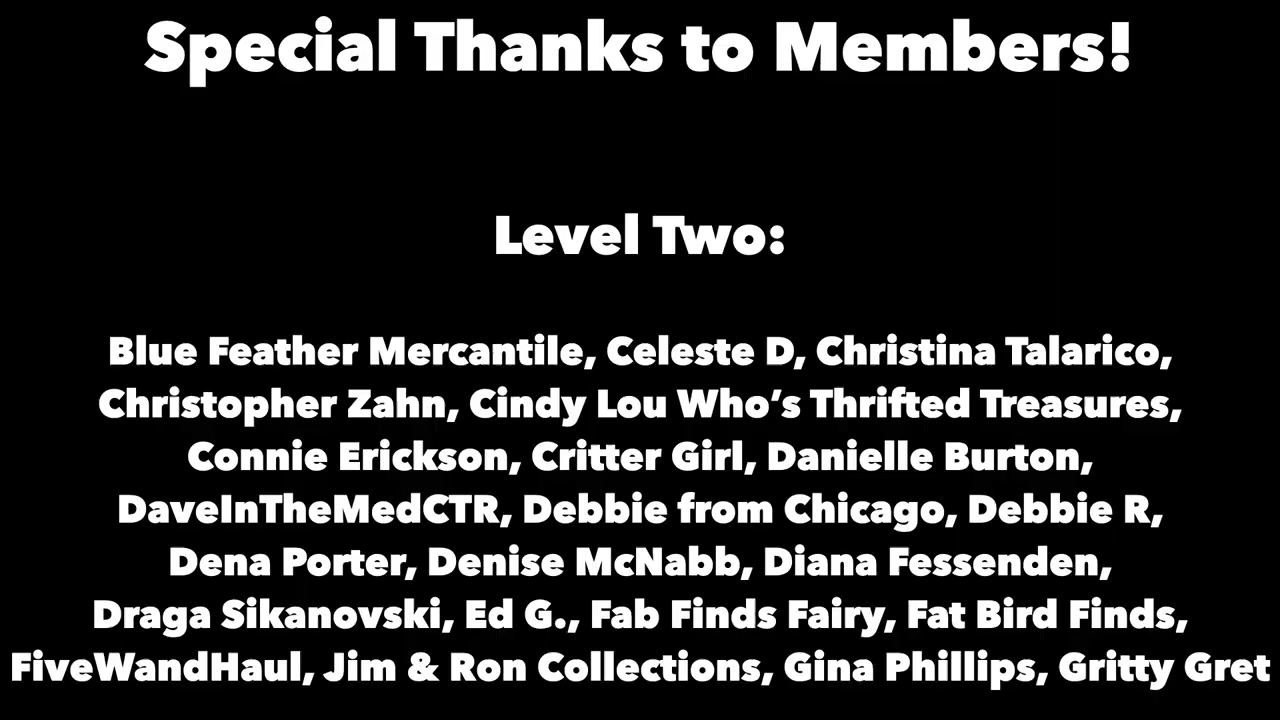 Special Thanks to Members!
Level Two:
Blue Feather Mercantile, Celeste D, Christina Talarico,
Christopher Zahn, Cindy Lou Who’s Thrifted Treasures,
Connie Erickson, Critter Girl, Danielle Burton,
DaveInTheMedCTR, Debbie from Chicago, Debbie R,
Dena Porter, Denise McNabb, Diana Fessenden,
Draga Sikanovski, Ed G., Fab Finds Fairy, Fat Bird Finds,
FiveWandHaul, Jim & Ron Collections, Gina Phillips, Gritty Gret